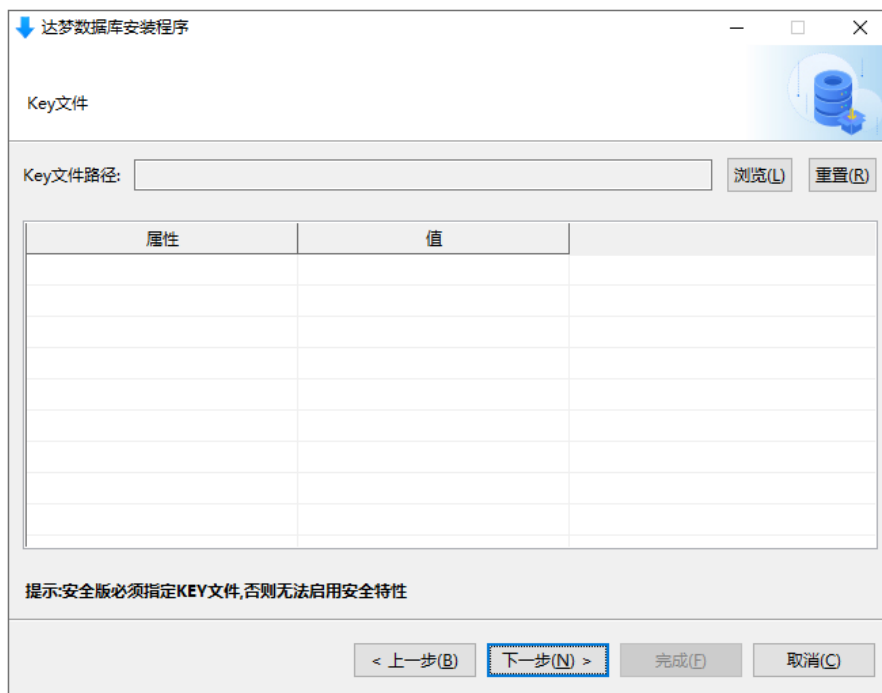 达梦数据库安装程序
Key文件
Key文件路径: 浏览(L) 重置(R)
属性 值
提示:安全版必须指定KEY文件,否则无法启用安全特性
< 上一步(B) 下一步(N) > 完成(F) 取消(C)